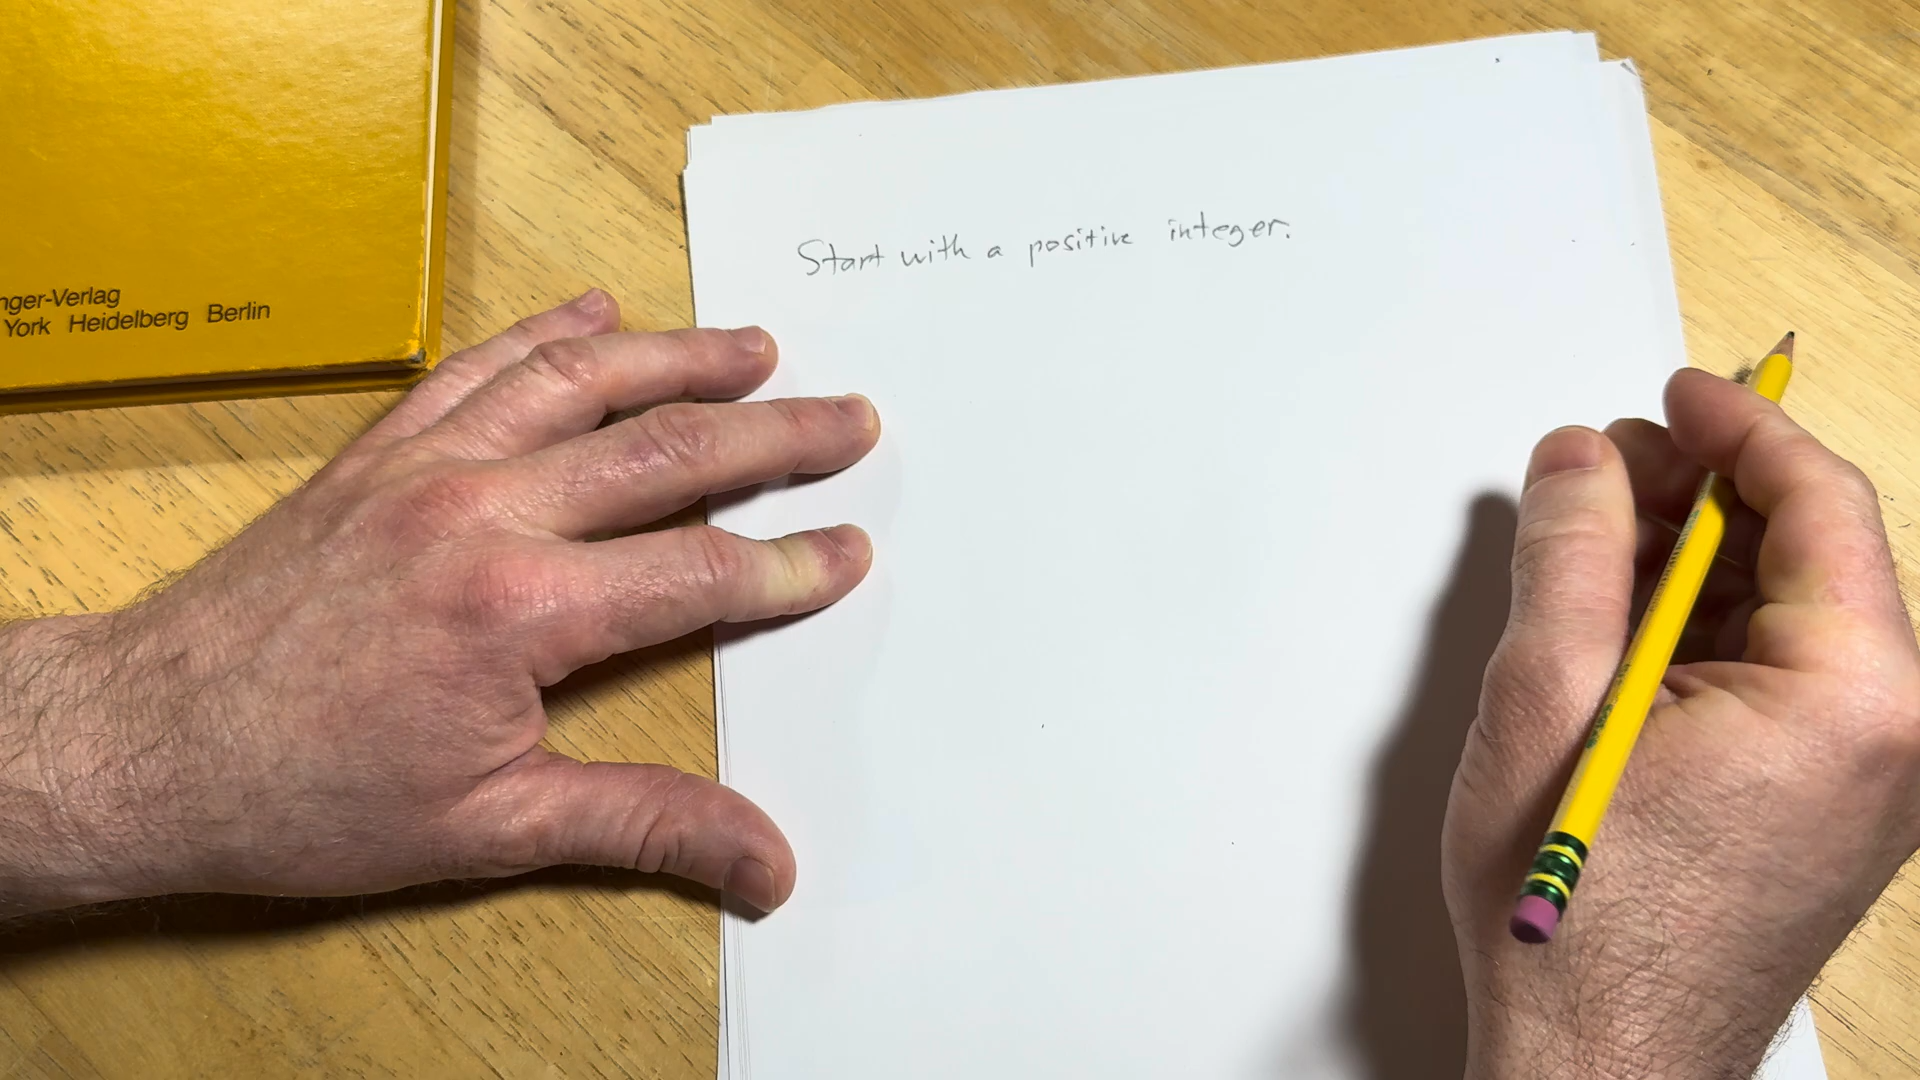 nger-Verlag
York Heidelberg Berlin
Start with a positive integer.